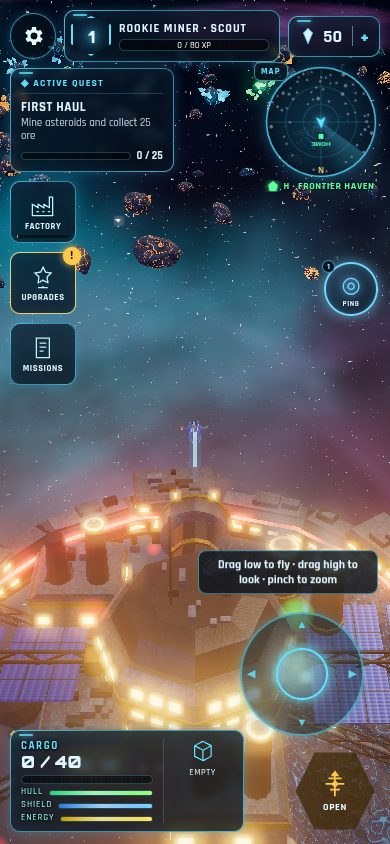 1
ROOKIE MINER · SCOUT
0 / 80 XP
50
+
ACTIVE QUEST
FIRST HAUL
Mine asteroids and collect 25
ore
0 / 25
MAP
HOME
N
H · FRONTIER HAVEN
FACTORY
!
UPGRADES
MISSIONS
1
PING
Drag low to fly · drag high to
look · pinch to zoom
CARGO
0 / 40
EMPTY
HULL
SHIELD
ENERGY
OPEN